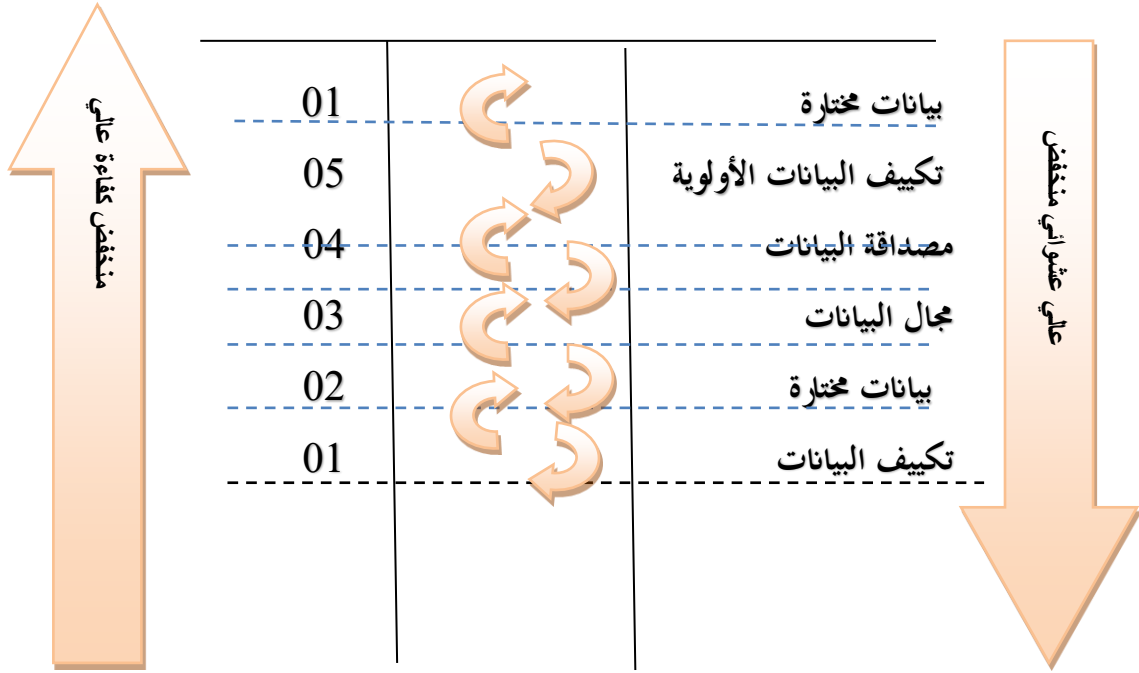 بيانات مختارة 01
تكييف البيانات الأولوية 05
مصداقة البيانات 04
مجال البيانات 03
بيانات مختارة 02
تكييف البيانات 01
عالي عشوائي منخفض
منخفض كفاءة عالي